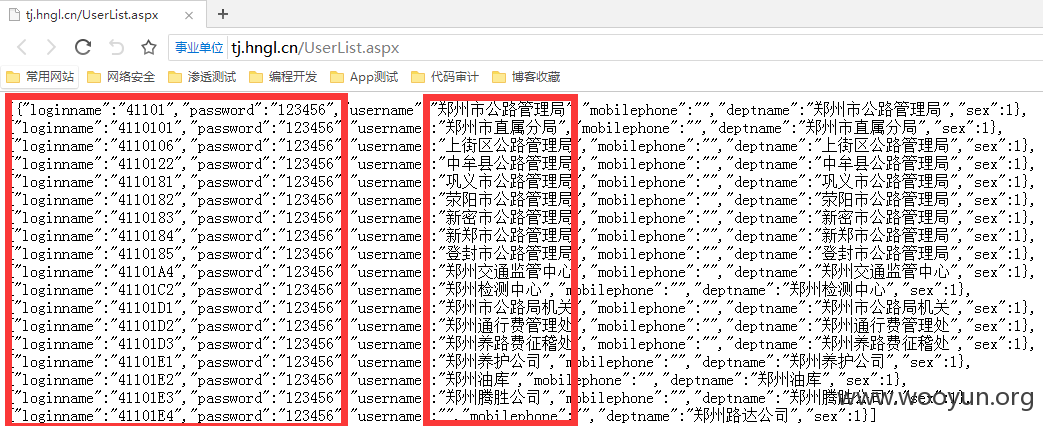 tj.hngl.cn/UserList.aspx
事业单位 tj.hngl.cn/UserList.aspx
常用网站 网络安全 渗透测试 编程开发 App测试 代码审计 博客收藏
[{"loginname":"41101","password":"123456","username":"郑州市公路管理局","mobilephone":"","deptname":"郑州市公路管理局","sex":1},
{"loginname":"4110101","password":"123456","username":"郑州市直属分局","mobilephone":"","deptname":"郑州市直属分局","sex":1},
{"loginname":"4110106","password":"123456","username":"上街区公路管理局","mobilephone":"","deptname":"上街区公路管理局","sex":1},
{"loginname":"4110122","password":"123456","username":"中牟县公路管理局","mobilephone":"","deptname":"中牟县公路管理局","sex":1},
{"loginname":"4110181","password":"123456","username":"巩义市公路管理局","mobilephone":"","deptname":"巩义市公路管理局","sex":1},
{"loginname":"4110182","password":"123456","username":"荥阳市公路管理局","mobilephone":"","deptname":"荥阳市公路管理局","sex":1},
{"loginname":"4110183","password":"123456","username":"新密市公路管理局","mobilephone":"","deptname":"新密市公路管理局","sex":1},
{"loginname":"4110184","password":"123456","username":"新郑市公路管理局","mobilephone":"","deptname":"新郑市公路管理局","sex":1},
{"loginname":"4110185","password":"123456","username":"登封市公路管理局","mobilephone":"","deptname":"登封市公路管理局","sex":1},
{"loginname":"41101A4","password":"123456","username":"郑州交通监管中心","mobilephone":"","deptname":"郑州交通监管中心","sex":1},
{"loginname":"41101C2","password":"123456","username":"郑州检测中心","mobilephone":"","deptname":"郑州检测中心","sex":1},
{"loginname":"41101D1","password":"123456","username":"郑州市公路局机关","mobilephone":"","deptname":"郑州市公路局机关","sex":1},
{"loginname":"41101D2","password":"123456","username":"郑州通行费管理处","mobilephone":"","deptname":"郑州通行费管理处","sex":1},
{"loginname":"41101D3","password":"123456","username":"郑州养路费征稽处","mobilephone":"","deptname":"郑州养路费征稽处","sex":1},
{"loginname":"41101E1","password":"123456","username":"郑州养护公司","mobilephone":"","deptname":"郑州养护公司","sex":1},
{"loginname":"41101E2","password":"123456","username":"郑州油库","mobilephone":"","deptname":"郑州油库","sex":1},
{"loginname":"41101E3","password":"123456","username":"郑州腾胜公司","mobilephone":"","deptname":"郑州腾胜公司","sex":1},
{"loginname":"41101E4","password":"123456","username":"","mobilephone":"","deptname":"郑州路达公司","sex":1}]
www.wooyun.org